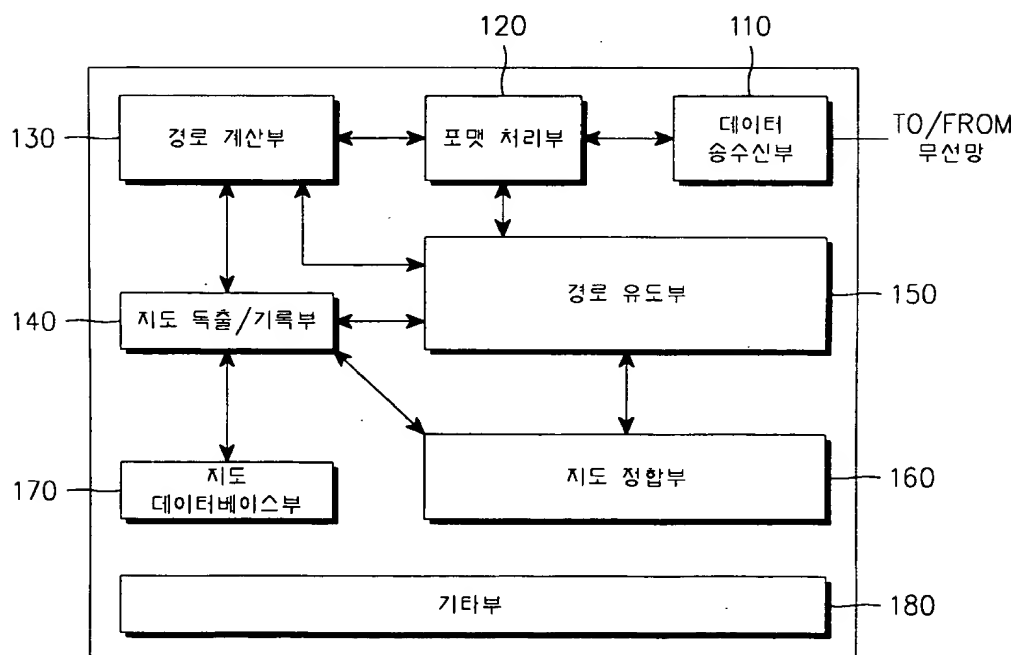 120
110
130
경로 계산부
포맷 처리부
데이터
송수신부
TO/FROM
무선망
경로 유도부
150
140
지도 독출/기록부
170
지도
데이터베이스부
지도 정합부
160
기타부
180